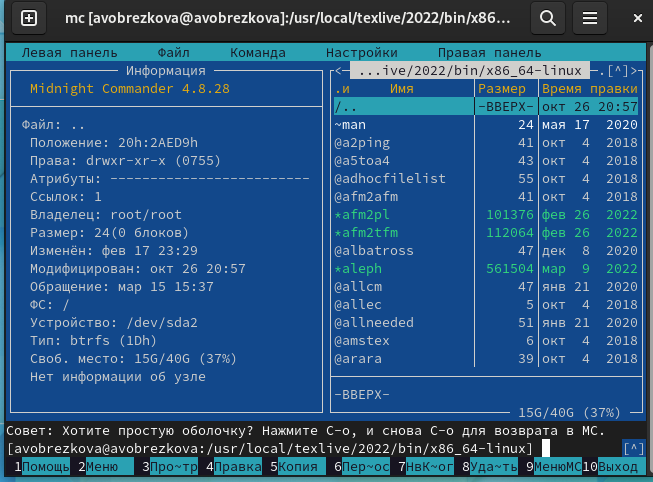 mc [avobrezkova@avobrezkova]:/usr/local/texlive/2022/bin/x86...
Левая панель Файл Команда Настройки Правая панель
Информация
Midnight Commander 4.8.28
Файл: ..
Положение: 20h:2AED9h
Права: drwxr-xr-x (0755)
Атрибуты: -------------------------
Ссылок: 1
Владелец: root/root
Размер: 24(0 блоков)
Изменён: фев 17 23:29
Модифицирован: окт 26 20:57
Обращение: мар 15 15:37
ФС: /
Устройство: /dev/sda2
Тип: btrfs (1Dh)
Своб. место: 15G/40G (37%)
Нет информации об узле
<— ...ive/2022/bin/x86_64-linux —.[^]>
.и Имя Размер Время правки
/.. -ВВЕРХ- окт 26 20:57
~man 24 мая 17 2020
@a2ping 41 окт 4 2018
@a5toa4 43 окт 4 2018
@adhocfilelist 55 окт 4 2018
@afm2afm 41 окт 4 2018
*afm2pl 101376 фев 26 2022
*afm2tfm 112064 фев 26 2022
@albatross 47 дек 8 2020
*aleph 561504 мар 9 2022
@allcm 47 янв 21 2020
@allec 5 окт 4 2018
@allneeded 51 янв 21 2020
@amstex 6 окт 4 2018
@arara 39 окт 4 2018
-ВВЕРХ-
15G/40G (37%)
Совет: Хотите простую оболочку? Нажмите C-o, и снова C-o для возврата в MC.
[avobrezkova@avobrezkova:/usr/local/texlive/2022/bin/x86_64-linux] [^]
1Помощь 2Меню 3Про~тр 4Правка 5Копия 6Пер~ос 7НвК~ог 8Уда~ть 9МенюMC 10Выход